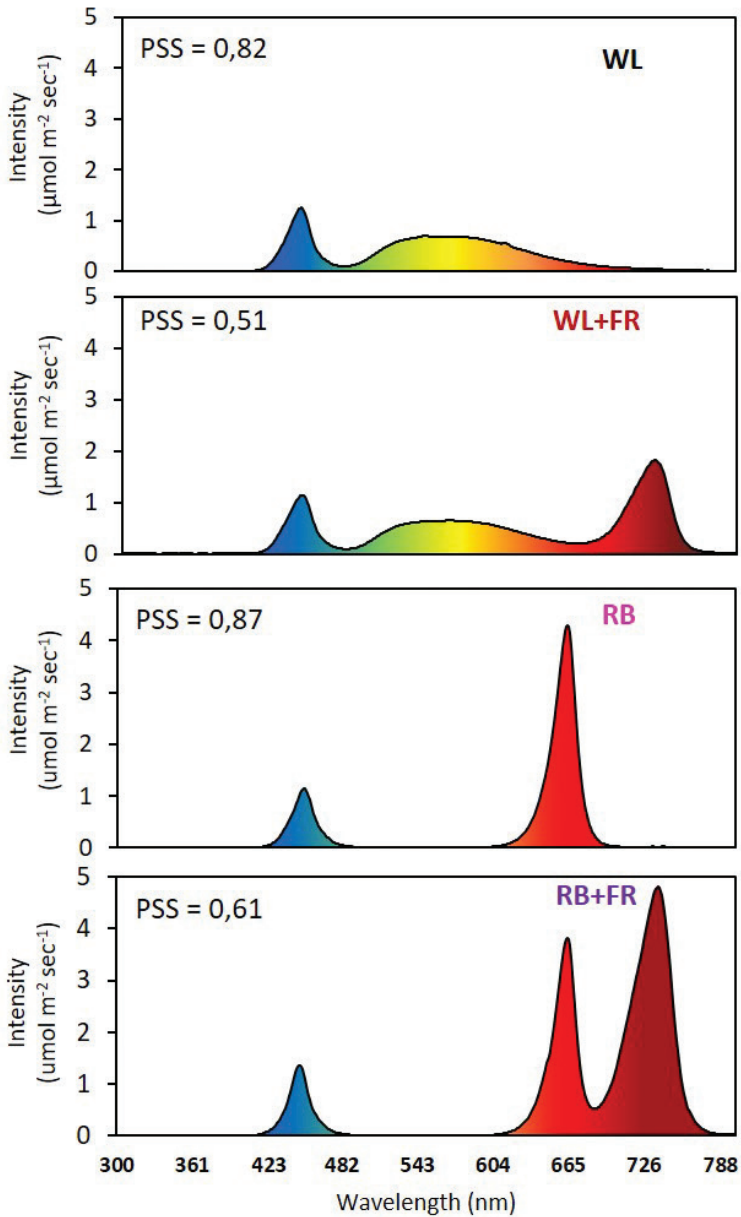 5
4
3
2
1
0
Intensity
(µmol m⁻² sec⁻¹)
PSS = 0,82
WL
5
4
3
2
1
0
Intensity
(µmol m⁻² sec⁻¹)
PSS = 0,51
WL+FR
5
4
3
2
1
0
Intensity
(umol m⁻² sec⁻¹)
PSS = 0,87
RB
5
4
3
2
1
0
Intensity
(umol m⁻² sec⁻¹)
PSS = 0,61
RB+FR
300 361 423 482 543 604 665 726 788
Wavelength (nm)